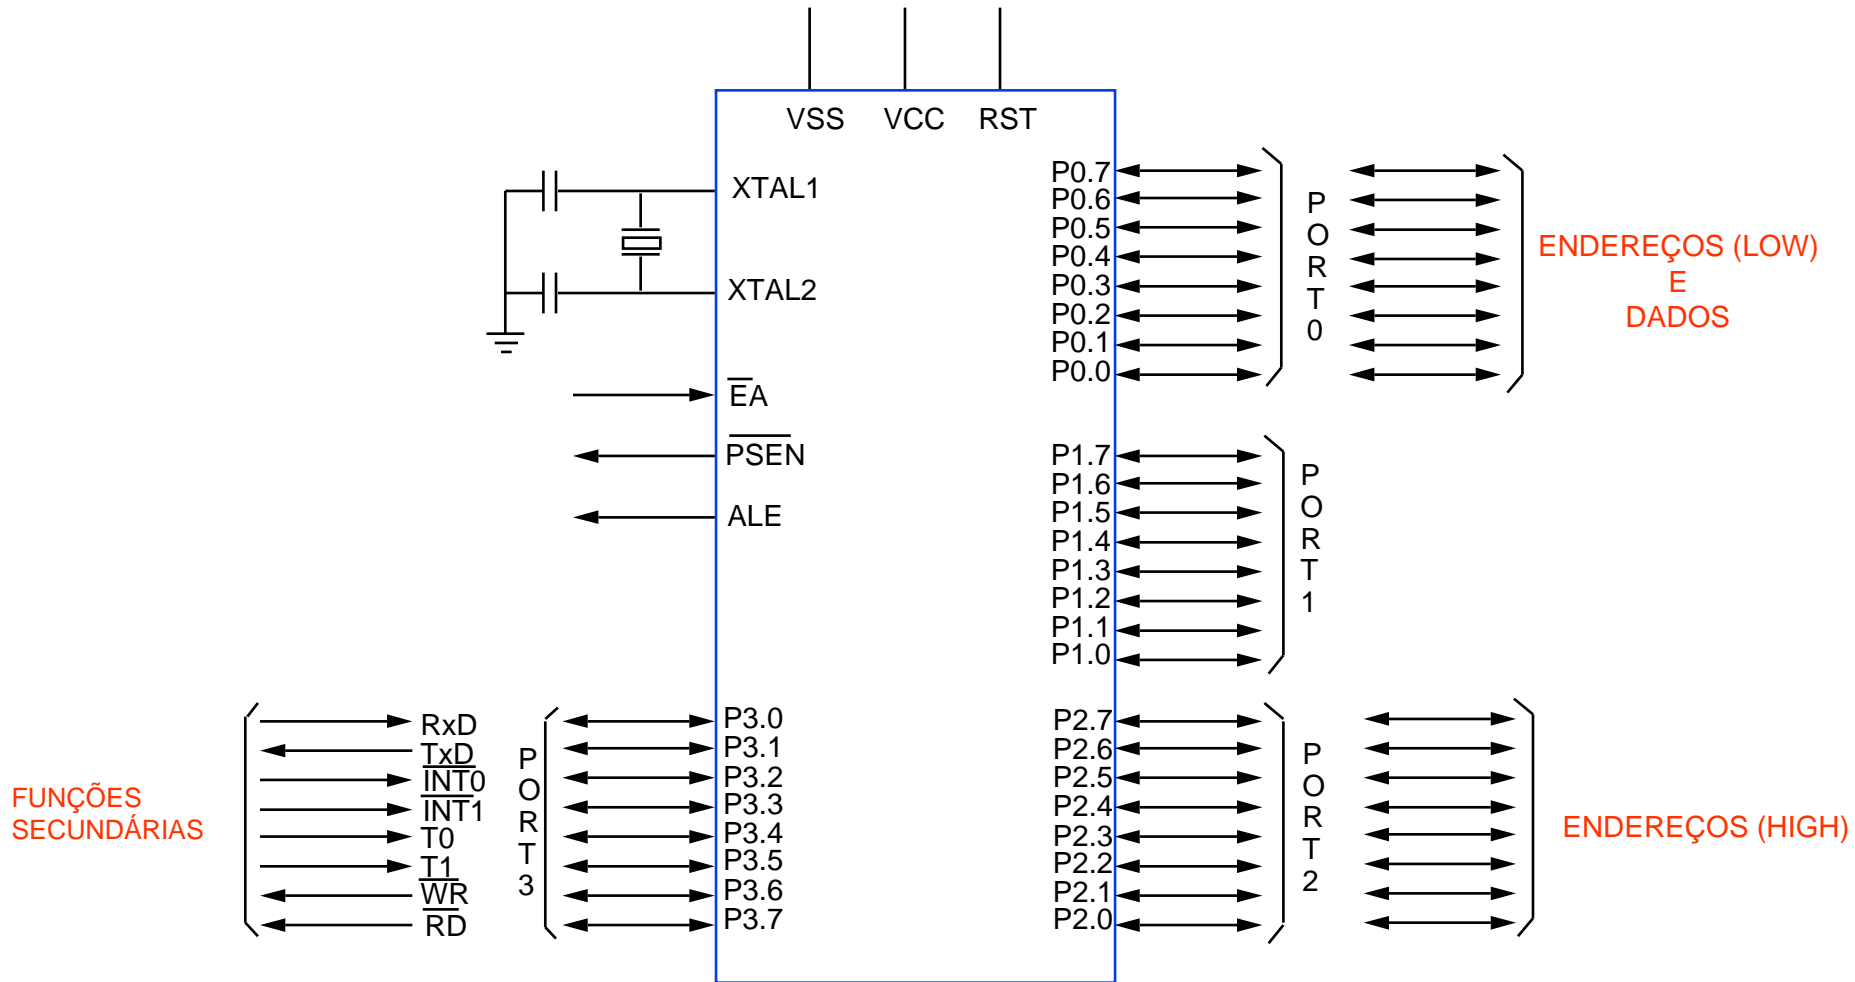 VSS VCC RST
XTAL1
XTAL2
EA
PSEN
ALE
P0.7
P0.6
P0.5
P0.4
P0.3
P0.2
P0.1
P0.0
PORT0
ENDEREÇOS (LOW)
E
DADOS
P1.7
P1.6
P1.5
P1.4
P1.3
P1.2
P1.1
P1.0
PORT1
FUNÇÕES
SECUNDÁRIAS
RxD
TxD
INT0
INT1
T0
T1
WR
RD
PORT3
P3.0
P3.1
P3.2
P3.3
P3.4
P3.5
P3.6
P3.7
P2.7
P2.6
P2.5
P2.4
P2.3
P2.2
P2.1
P2.0
PORT2
ENDEREÇOS (HIGH)